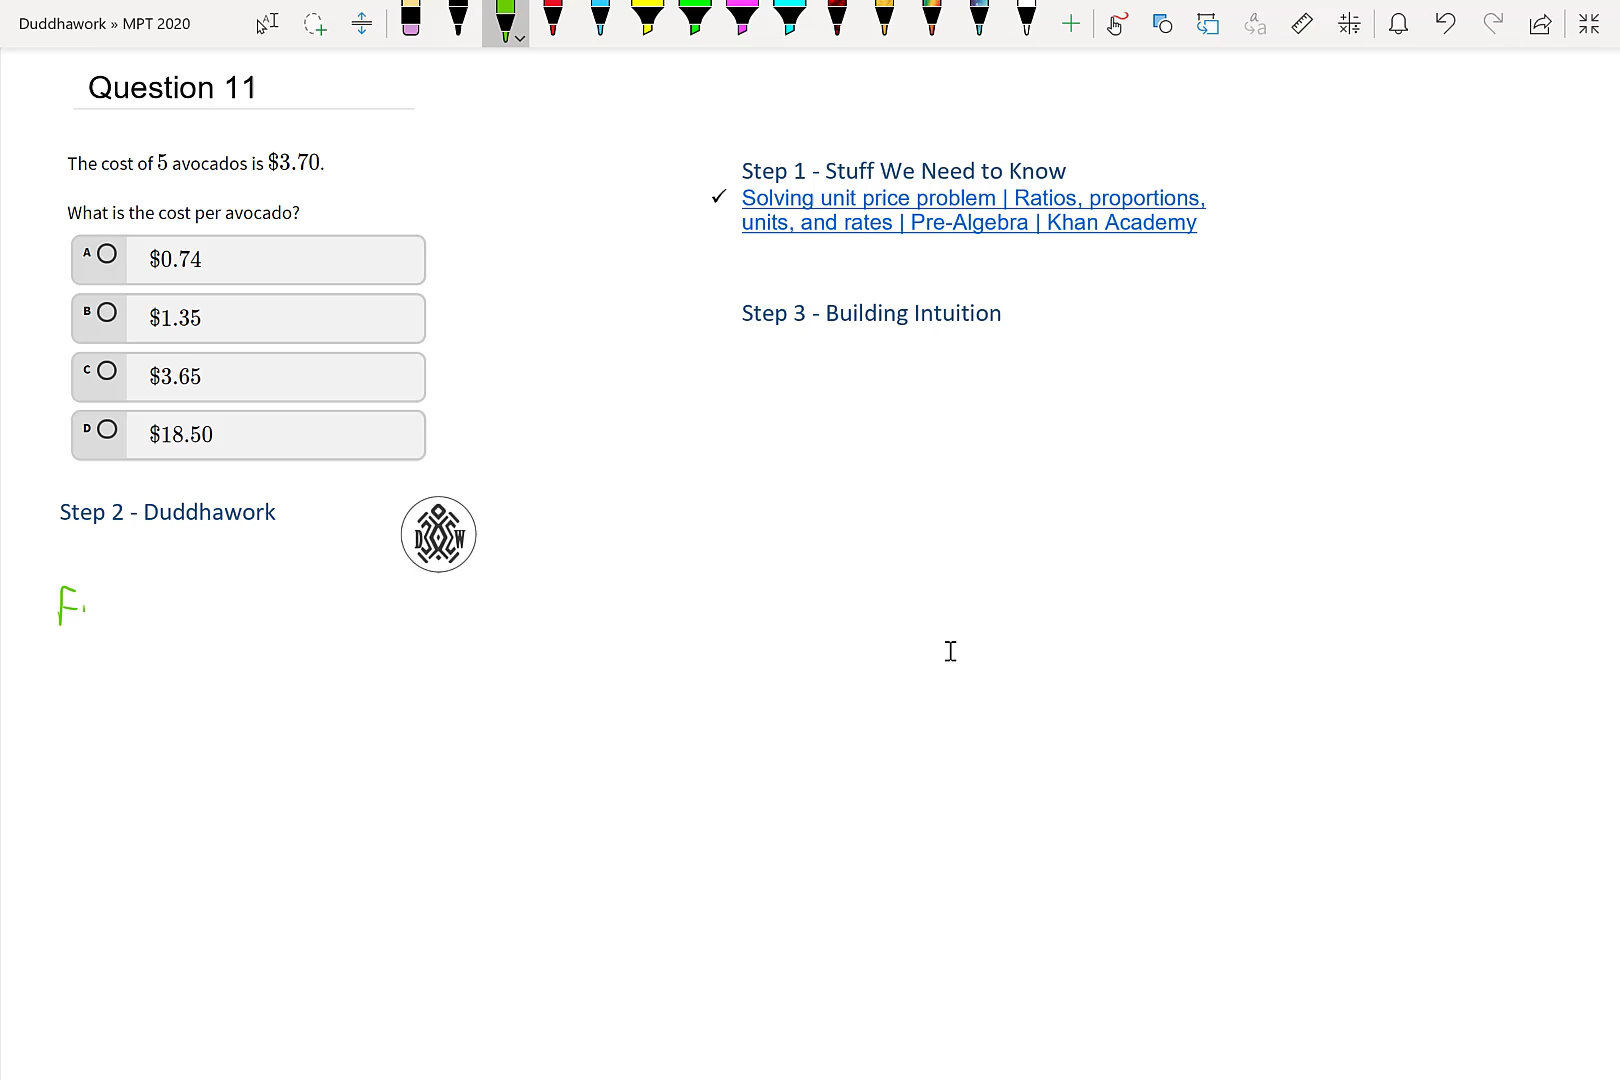 Duddhawork » MPT 2020
Question 11
The cost of 5 avocados is $3.70.
What is the cost per avocado?
A $0.74
B $1.35
C $3.65
D $18.50
Step 2 - Duddhawork
D W
F
Step 1 - Stuff We Need to Know
✓ Solving unit price problem | Ratios, proportions,
units, and rates | Pre-Algebra | Khan Academy
Step 3 - Building Intuition